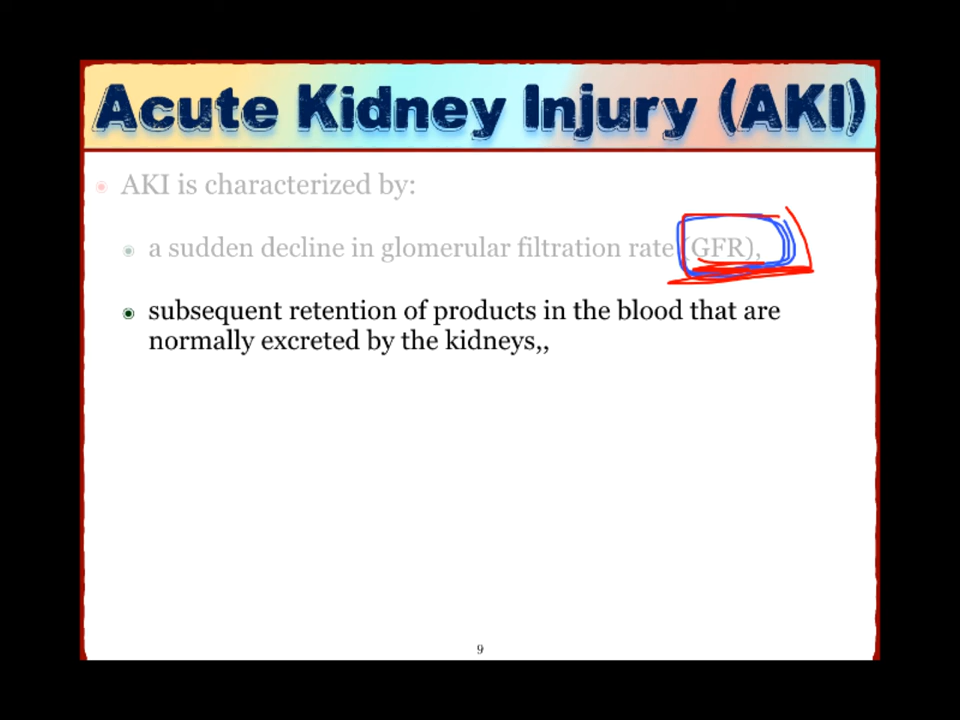 Acute Kidney Injury (AKI)
AKI is characterized by:
a sudden decline in glomerular filtration rate (GFR),
subsequent retention of products in the blood that are
normally excreted by the kidneys,,
9